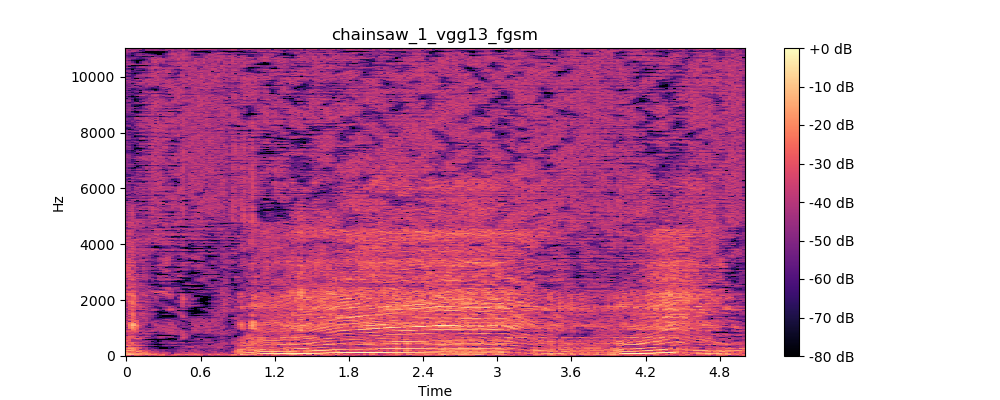 chainsaw_1_vgg13_fgsm
10000
8000
6000
4000
2000
0
Hz
0 0.6 1.2 1.8 2.4 3 3.6 4.2 4.8
Time
+0 dB
-10 dB
-20 dB
-30 dB
-40 dB
-50 dB
-60 dB
-70 dB
-80 dB